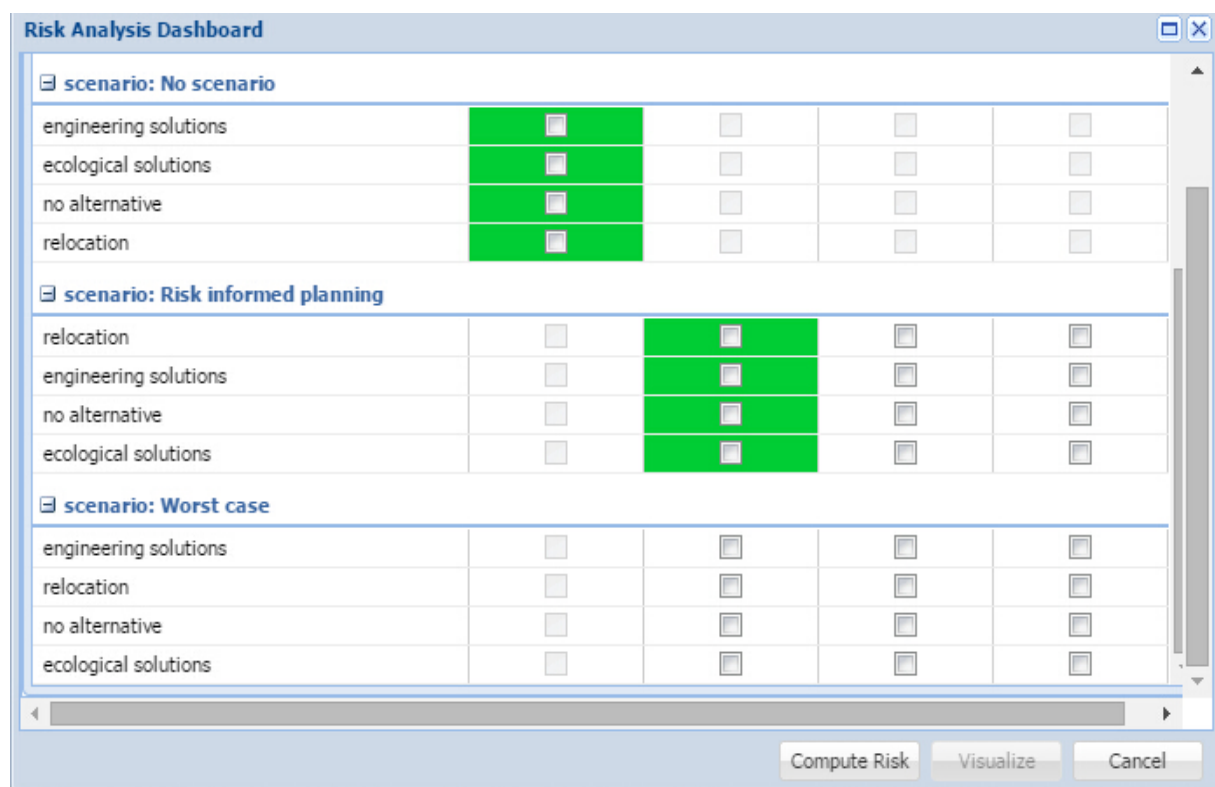 Risk Analysis Dashboard
scenario: No scenario
engineering solutions
ecological solutions
no alternative
relocation
scenario: Risk informed planning
relocation
engineering solutions
no alternative
ecological solutions
scenario: Worst case
engineering solutions
relocation
no alternative
ecological solutions
Compute Risk Visualize Cancel